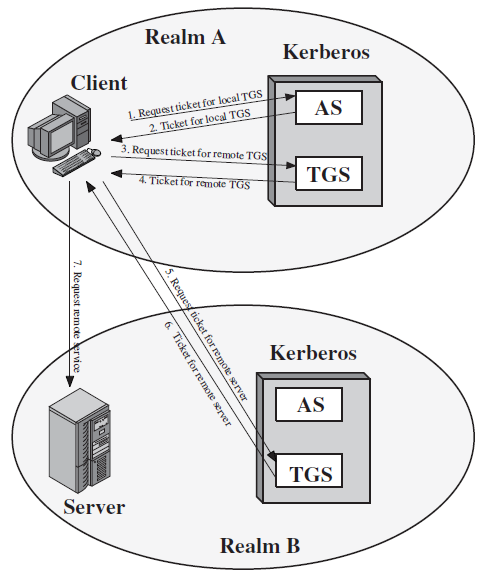 Realm A
Kerberos
Client
1. Request ticket for local TGS
2. Ticket for local TGS
AS
3. Request ticket for remote TGS
4. Ticket for remote TGS
TGS
5. Request ticket for remote server
6. Ticket for remote server
7. Request remote service
Kerberos
AS
TGS
Server
Realm B